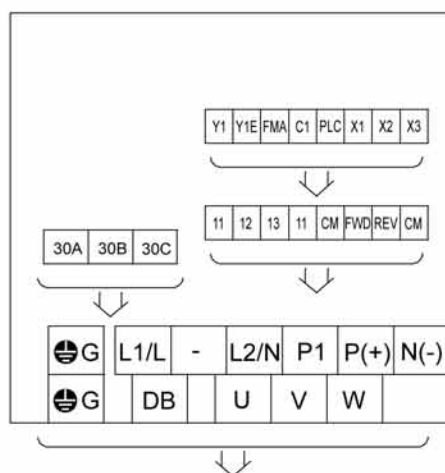 Y1 Y1E FMA C1 PLC X1 X2 X3
11 12 13 11 CM FWD REV CM
30A 30B 30C
G L1/L - L2/N P1 P(+) N(-)
G DB U V W